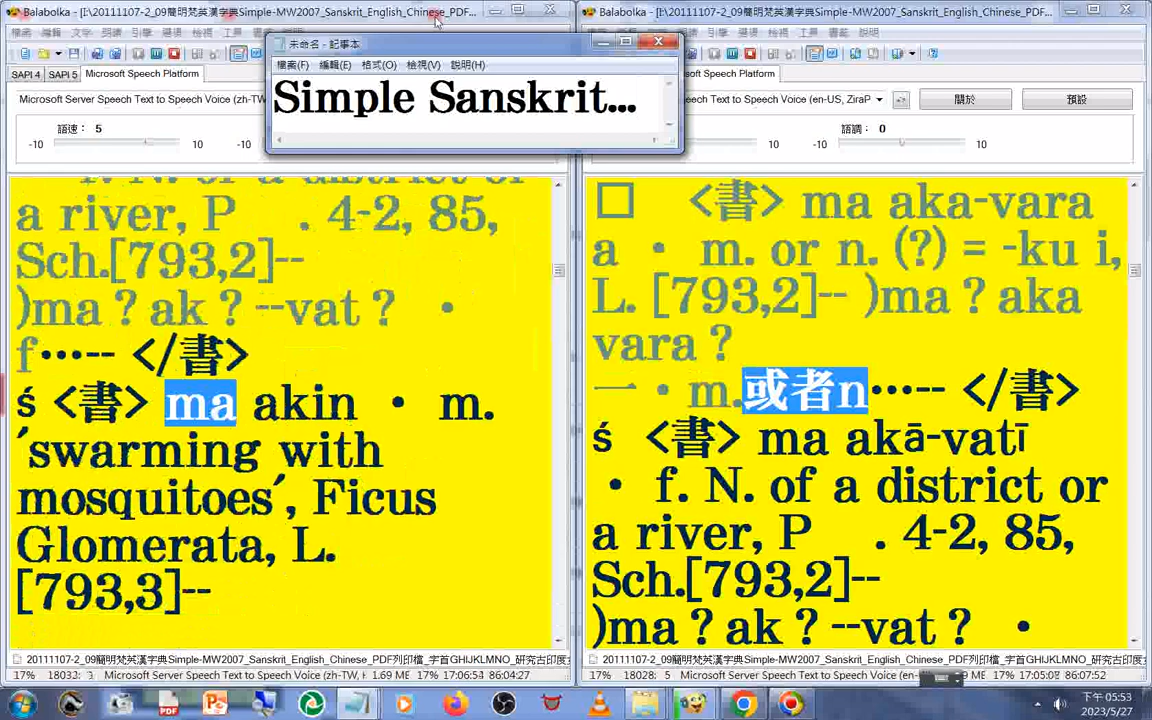 Balabolka - [I:\20111107-2_09簡明梵英漢字典Simple-MW2007_Sanskrit_English_Chinese_PDF...
SAPI 4 SAPI 5 Microsoft Speech Platform
Microsoft Server Speech Text to Speech Voice (zh-TW,
語速： 5
-10 10 -10
未命名 - 記事本
檔案(F) 編輯(E) 格式(O) 檢視(V) 說明(H)
Simple Sanskrit...
a river, P . 4-2, 85,
Sch.[793,2]--
)ma ? ak ? --vat ? •
f…-- </書>
ś <書> ma akin • m.
´swarming with
mosquitoes´, Ficus
Glomerata, L.
[793,3]--
20111107-2_09簡明梵英漢字典Simple-MW2007_Sanskrit_English_Chinese_PDF列印檔_字首GHIJKLMNO_研究古印度
17% 18032: 3 Microsoft Server Speech Text to Speech Voice (zh-TW, 1.69 ME 17% 17:06:54 86:04:27
Balabolka - [I:\20111107-2_09簡明梵英漢字典Simple-MW2007_Sanskrit_English_Chinese_PDF...
Speech Platform
eech Text to Speech Voice (en-US, ZiraP 關於 預設
語調： 0
10 -10 10
□ <書> ma aka-vara
a • m. or n. (?) = -ku i,
L. [793,2]-- )ma ? aka
vara ?
一 • m.或者n…-- </書>
ś <書> ma akā-vatī
• f. N. of a district or
a river, P . 4-2, 85,
Sch.[793,2]--
)ma ? ak ? --vat ? •
20111107-2_09簡明梵英漢字典Simple-MW2007_Sanskrit_English_Chinese_PDF列印檔_字首GHIJKLMNO_研究古印度
17% 18028: 5 Microsoft Server Speech Text to Speech Voice (en-US, 17% 17:05:53 86:07:52
下午 05:53
2023/5/27